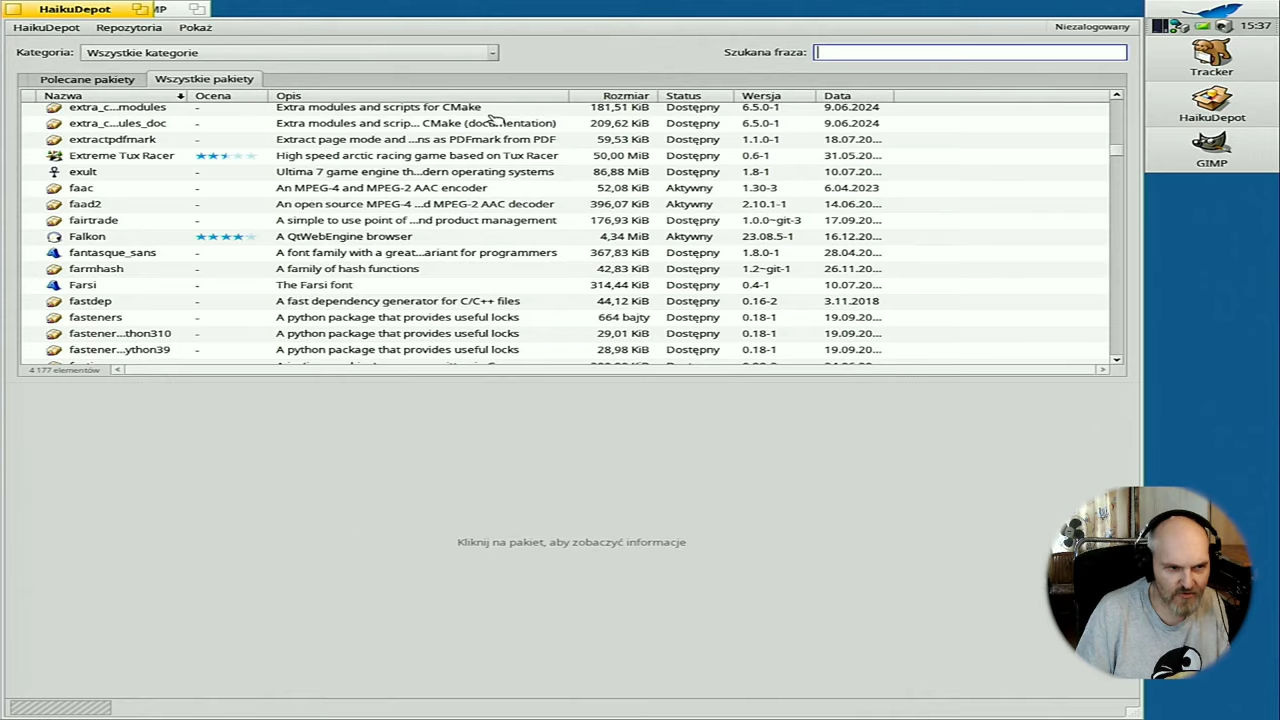 HaikuDepot MP
HaikuDepot Repozytoria Pokaż Niezalogowany 15:37
Kategoria: Wszystkie kategorie Szukana fraza:
Tracker
Polecane pakiety Wszystkie pakiety
Nazwa Ocena Opis Rozmiar Status Wersja Data
extra_c...modules - Extra modules and scripts for CMake 181,51 KiB Dostępny 6.5.0-1 9.06.2024
HaikuDepot
extra_c...ules_doc - Extra modules and scrip... CMake (doc...ientation) 209,62 KiB Dostępny 6.5.0-1 9.06.2024
extractpdfmark - Extract page mode and ...ns as PDFmark from PDF 59,53 KiB Dostępny 1.1.0-1 18.07.20...
Extreme Tux Racer High speed arctic racing game based on Tux Racer 50,00 MiB Dostępny 0.6-1 31.05.20...
GIMP
exult - Ultima 7 game engine th...dern operating systems 86,88 MiB Dostępny 1.8-1 10.07.20...
faac - An MPEG-4 and MPEG-2 AAC encoder 52,08 KiB Aktywny 1.30-3 6.04.2023
faad2 - An open source MPEG-4 ...d MPEG-2 AAC decoder 396,07 KiB Aktywny 2.10.1-1 14.06.20...
fairtrade - A simple to use point of ...nd product management 176,93 KiB Dostępny 1.0.0~git-3 17.09.20...
Falkon A QtWebEngine browser 4,34 MiB Aktywny 23.08.5-1 16.12.20...
fantasque_sans - A font family with a great...ariant for programmers 367,83 KiB Dostępny 1.8.0-1 28.04.20...
farmhash - A family of hash functions 42,83 KiB Dostępny 1.2~git-1 26.11.20...
Farsi - The Farsi font 314,44 KiB Dostępny 0.4-1 10.07.20...
fastdep - A fast dependency generator for C/C++ files 44,12 KiB Dostępny 0.16-2 3.11.2018
fasteners - A python package that provides useful locks 664 bajty Dostępny 0.18-1 19.09.20...
fastener...thon310 - A python package that provides useful locks 29,01 KiB Dostępny 0.18-1 19.09.20...
fastener...ython39 - A python package that provides useful locks 28,98 KiB Dostępny 0.18-1 19.09.20...
4 177 elementów
Kliknij na pakiet, aby zobaczyć informacje